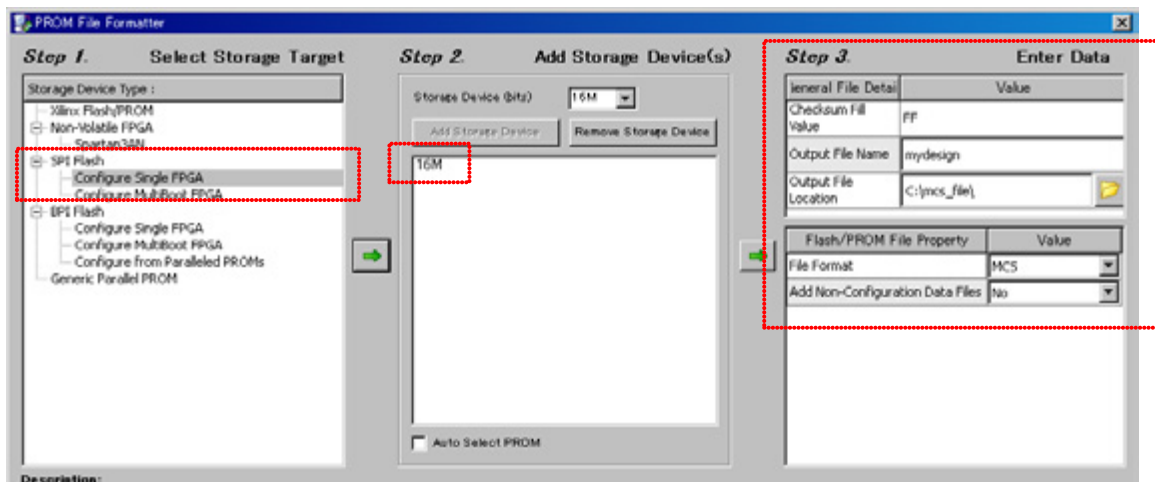 PROM File Formatter
Step 1. Select Storage Target
Storage Device Type :
Xilinx Flash/PROM
Non-Volatile FPGA
Spartan3AN
SPI Flash
Configure Single FPGA
Configure MultiBoot FPGA
BPI Flash
Configure Single FPGA
Configure MultiBoot FPGA
Configure from Paralleled PROMs
Generic Parallel PROM
Step 2. Add Storage Device(s)
Storage Device (bits) 16M
Add Storage Device Remove Storage Device
16M
Auto Select PROM
Step 3. Enter Data
ieneral File Detai Value
Checksum Fill Value FF
Output File Name mydesign
Output File Location C:\mcs_file\
Flash/PROM File Property Value
File Format MCS
Add Non-Configuration Data Files No
Description: